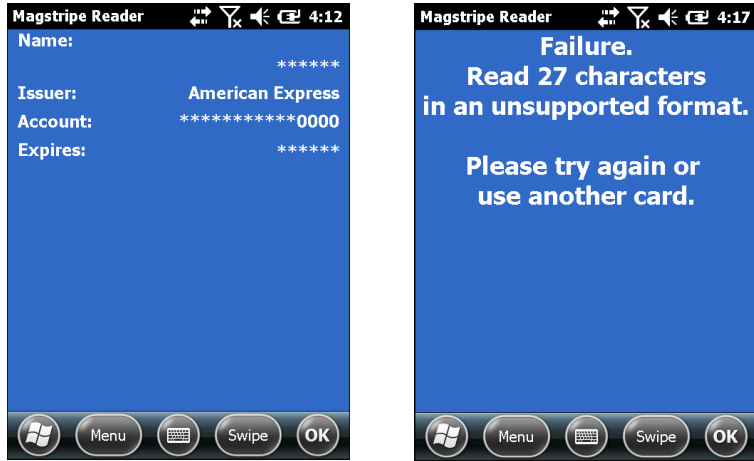 Magstripe Reader 4:12
Name:
******
Issuer: American Express
Account: ***********0000
Expires: ******
Menu Swipe OK
Magstripe Reader 4:17
Failure.
Read 27 characters
in an unsupported format.
Please try again or
use another card.
Menu Swipe OK